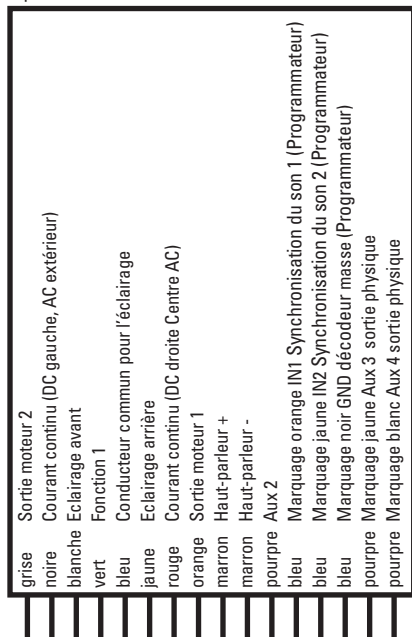 grise Sortie moteur 2
noire Courant continu (DC gauche, AC extérieur)
blanche Eclairage avant
vert Fonction 1
bleu Conducteur commun pour l'éclairage
jaune Eclairage arrière
rouge Courant continu (DC droite Centre AC)
orange Sortie moteur 1
marron Haut-parleur +
marron Haut-parleur -
pourpre Aux 2
bleu Marquage orange IN1 Synchronisation du son 1 (Programmateur)
bleu Marquage jaune IN2 Synchronisation du son 2 (Programmateur)
bleu Marquage noir GND décodeur masse (Programmateur)
pourpre Marquage jaune Aux 3 sortie physique
pourpre Marquage blanc Aux 4 sortie physique